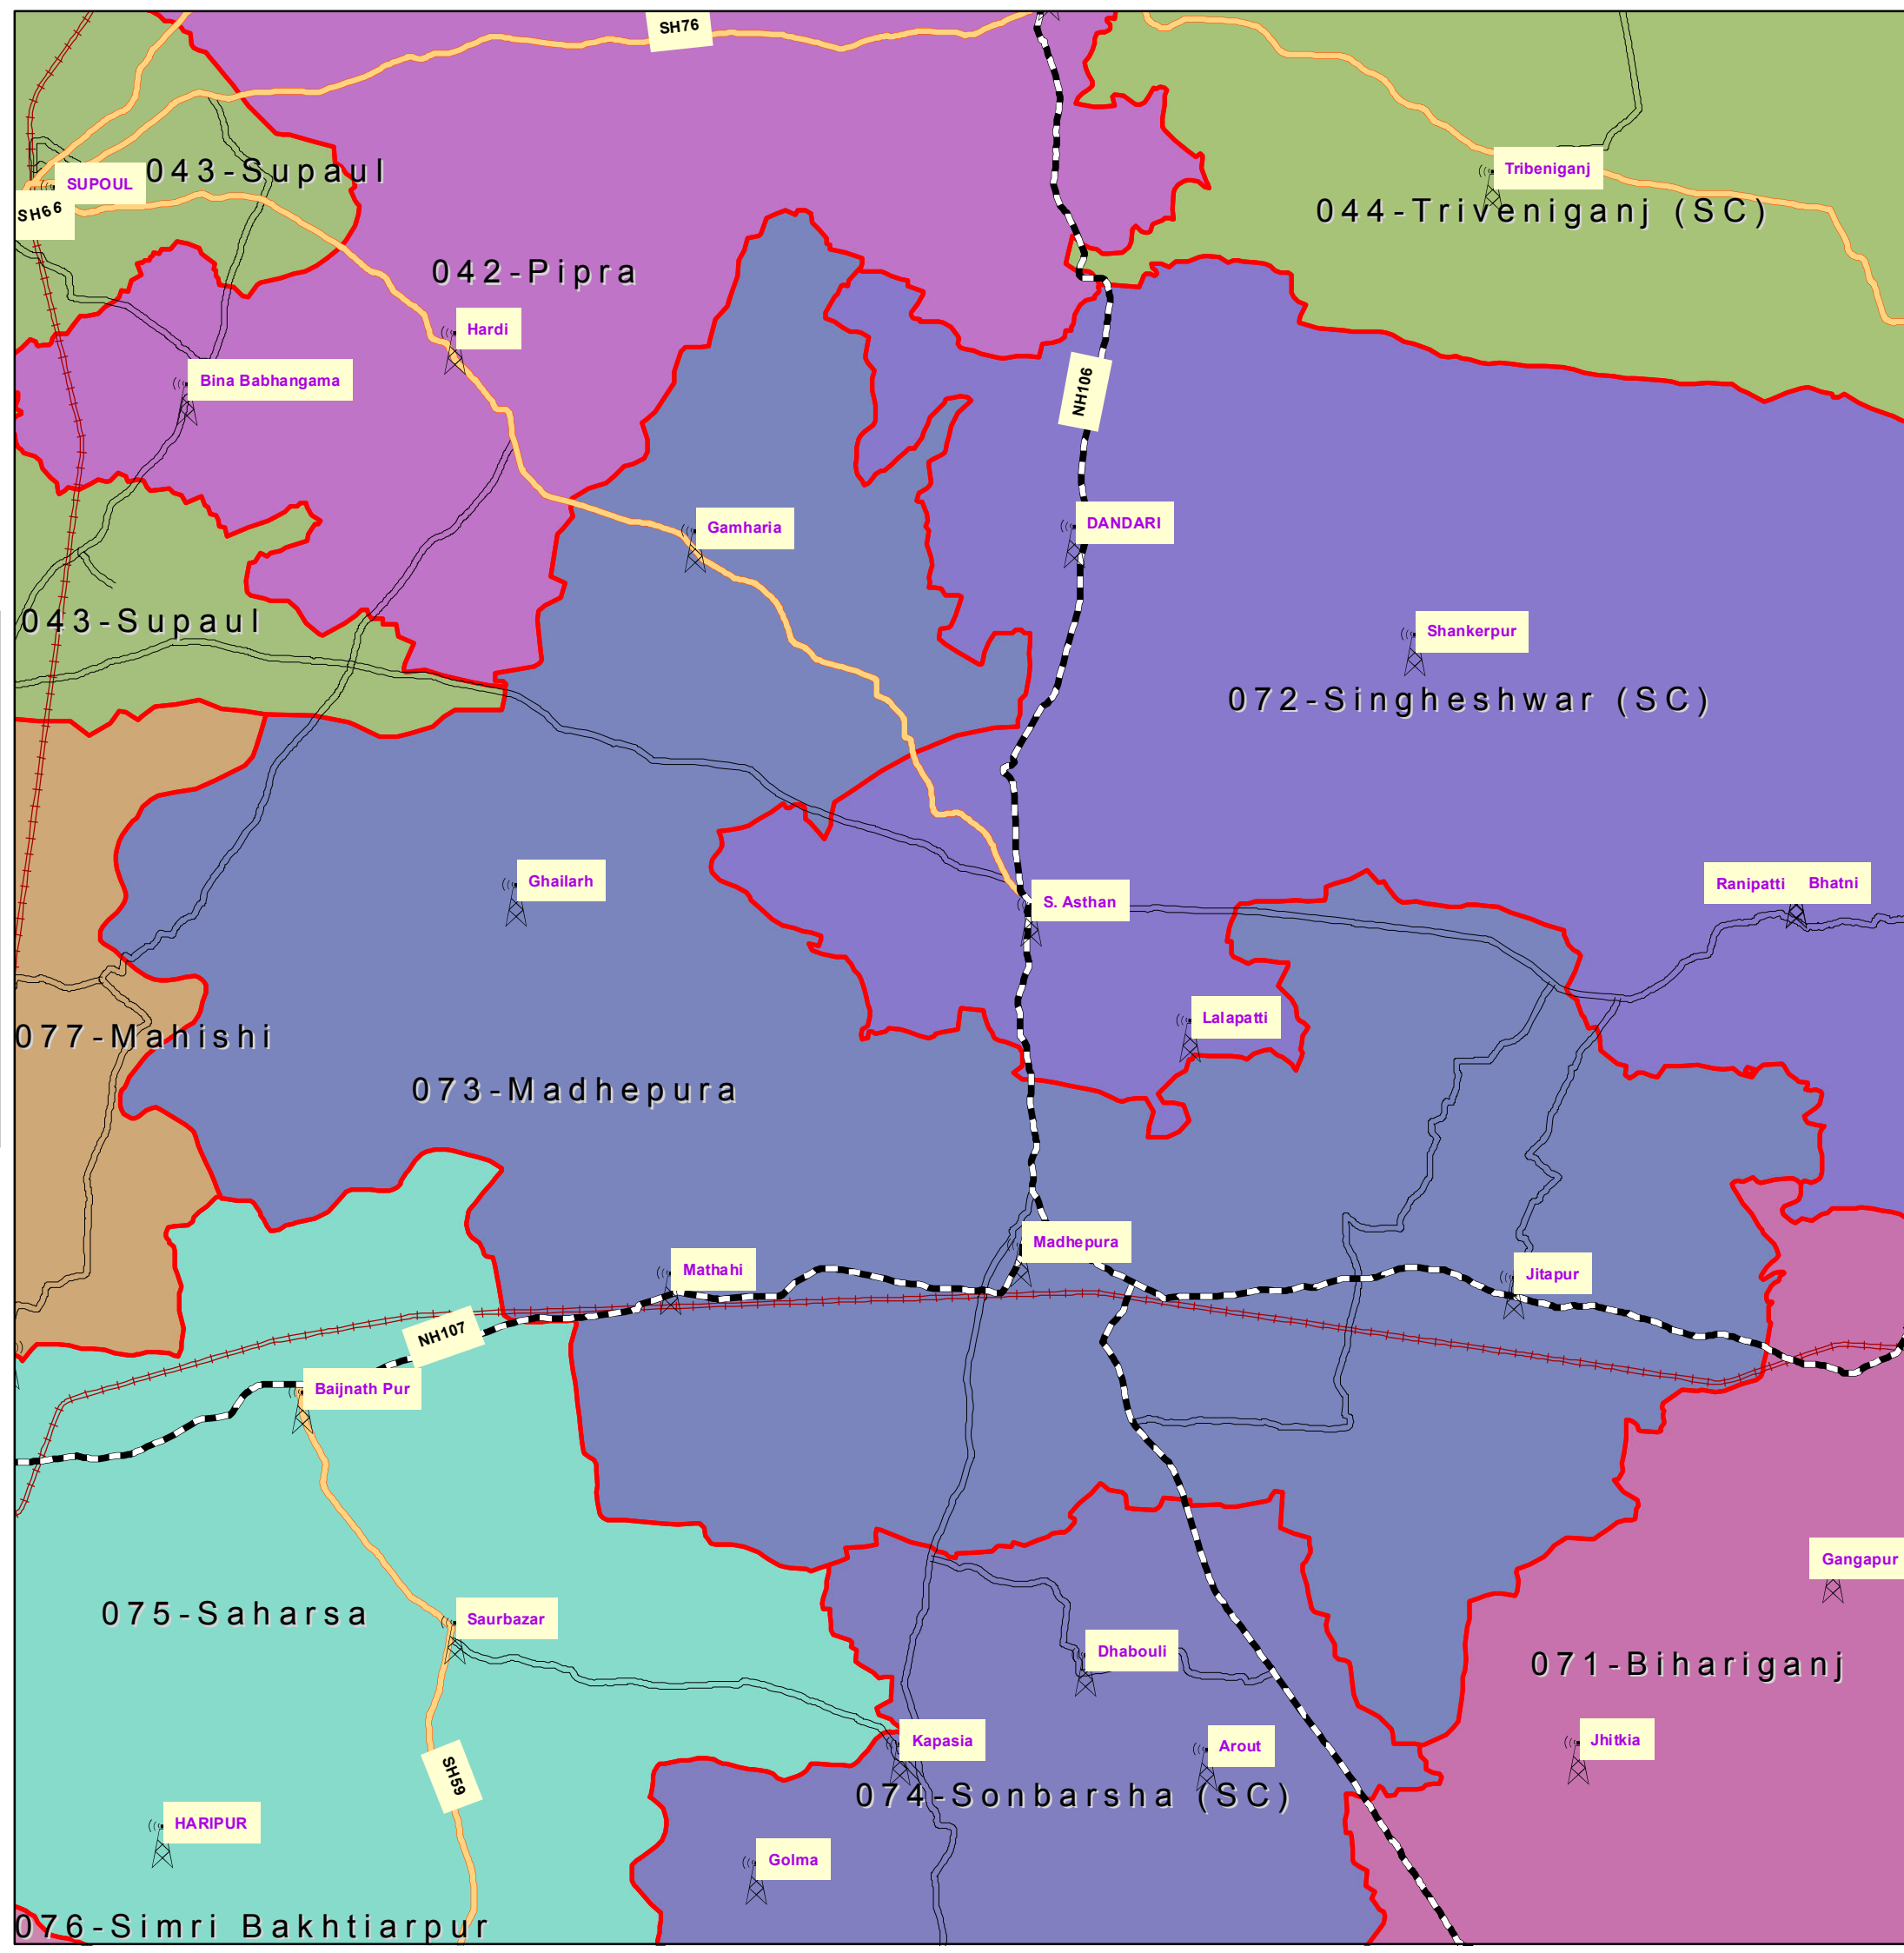 SH76
043-Supaul
Tribeniganj
SUPOUL
SH66
044-Triveniganj (SC)
042-Pipra
Hardi
Bina Babhangama
NH106
Gamharia
DANDARI
043-Supaul
Shankerpur
072-Singheshwar (SC)
Ghailarh
Ranipatti
Bhatni
S. Asthan
Lalapatti
077-Mahishi
073-Madhepura
Madhepura
Mathahi
Jitapur
NH107
Baijnath Pur
Gangapur
075-Saharsa
Saurbazar
Dhabouli
071-Bihariganj
Kapasia
Arout
Jhitkia
SH59
074-Sonbarsha (SC)
HARIPUR
Golma
076-Simri Bakhtiarpur